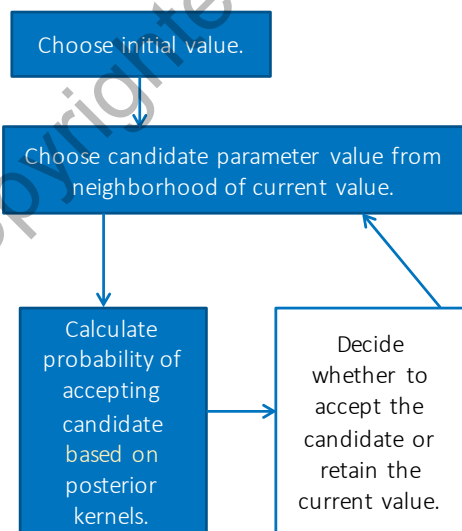 Choose initial value.
Choose candidate parameter value from
neighborhood of current value.
Calculate
probability of
accepting
candidate
based on
posterior
kernels.
Decide
whether to
accept the
candidate or
retain the
current value.